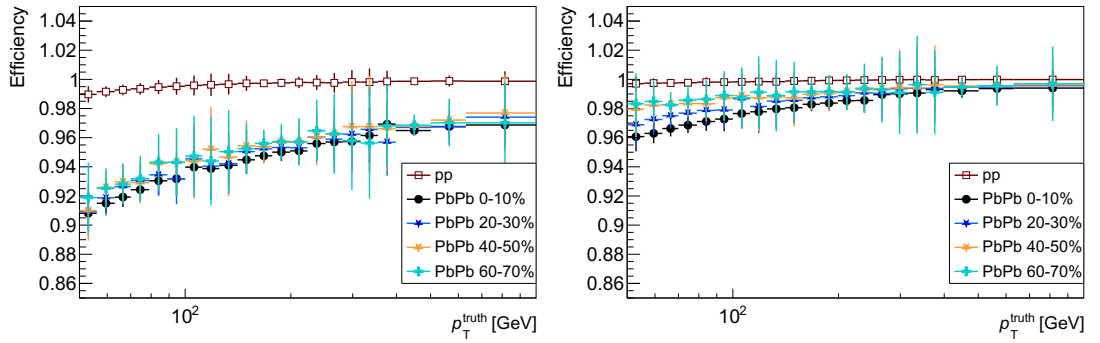 Efficiency
1.04
1.02
1
0.98
0.96
0.94
0.92
0.9
0.88
0.86
pp
PbPb 0-10%
PbPb 20-30%
PbPb 40-50%
PbPb 60-70%
10²
p_T^truth [GeV]
Efficiency
1.04
1.02
1
0.98
0.96
0.94
0.92
0.9
0.88
0.86
pp
PbPb 0-10%
PbPb 20-30%
PbPb 40-50%
PbPb 60-70%
10²
p_T^truth [GeV]